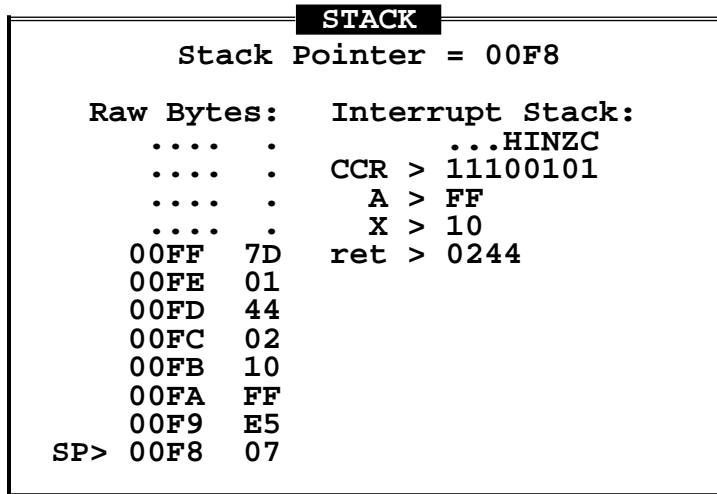 STACK
Stack Pointer = 00F8
Raw Bytes: Interrupt Stack:
.... . ...HINZC
.... . CCR > 11100101
.... . A > FF
.... . X > 10
00FF 7D ret > 0244
00FE 01
00FD 44
00FC 02
00FB 10
00FA FF
00F9 E5
SP> 00F8 07